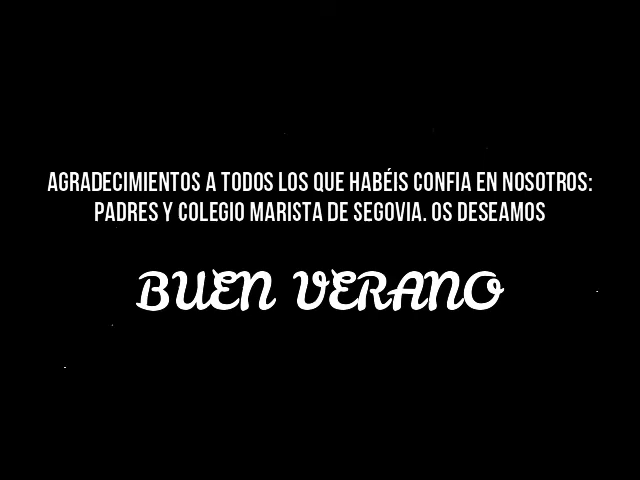 AGRADECIMIENTOS A TODOS LOS QUE HABÉIS CONFIA EN NOSOTROS:
PADRES Y COLEGIO MARISTA DE SEGOVIA. OS DESEAMOS
BUEN VERANO